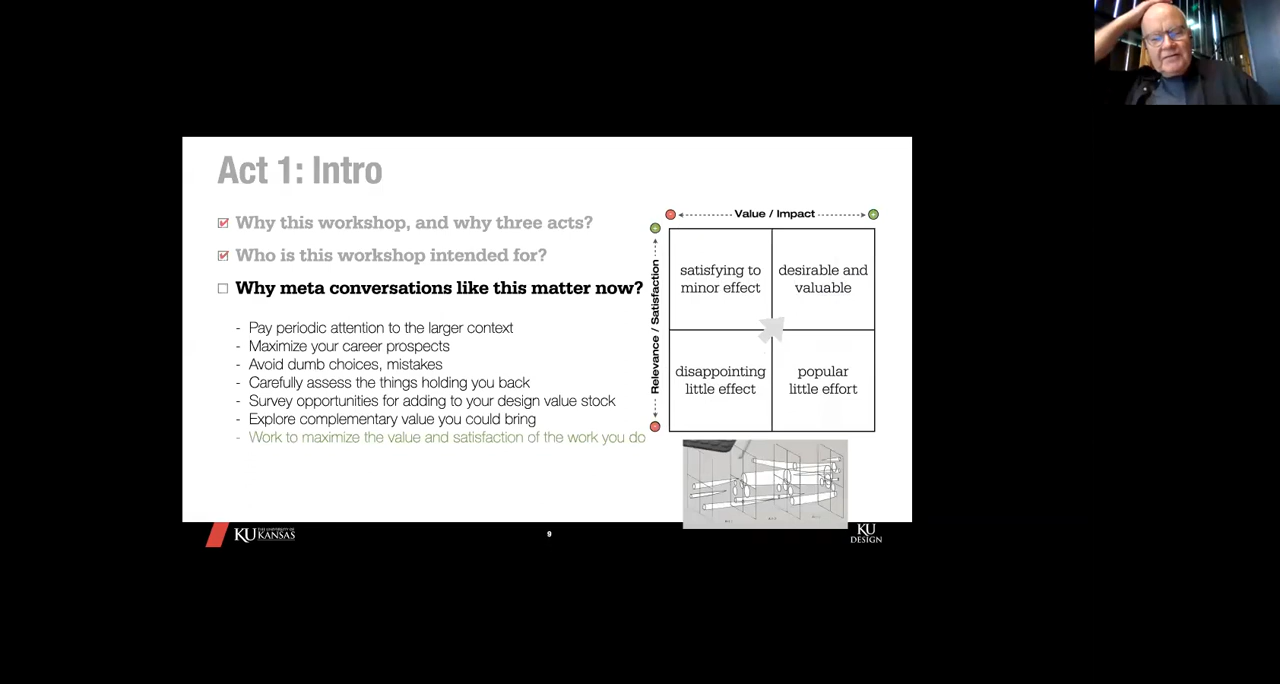 Act 1: Intro
Why this workshop, and why three acts?
Who is this workshop intended for?
Why meta conversations like this matter now?
- Pay periodic attention to the larger context
- Maximize your career prospects
- Avoid dumb choices, mistakes
- Carefully assess the things holding you back
- Survey opportunities for adding to your design value stock
- Explore complementary value you could bring
- Work to maximize the value and satisfaction of the work you do
Value / Impact
Relevance / Satisfaction
satisfying to
minor effect
desirable and
valuable
disappointing
little effect
popular
little effort
KU THE UNIVERSITY OF
KANSAS
9
KU
DESIGN